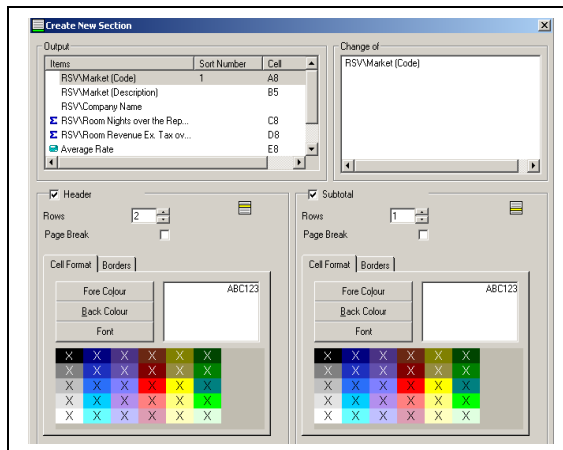 Create New Section
Output
Items Sort Number Cell
RSV\Market (Code) 1 A8
RSV\Market (Description) B5
RSV\Company Name
Σ RSV\Room Nights over the Rep... C8
Σ RSV\Room Revenue Ex. Tax ov... D8
Average Rate E8
Change of
RSV\Market (Code)
Header
Rows 2
Page Break
Cell Format Borders
Fore Colour ABC123
Back Colour
Font
X X X X X X
X X X X X X
X X X X X X
X X X X X X
X X X X X X
Subtotal
Rows 1
Page Break
Cell Format Borders
Fore Colour ABC123
Back Colour
Font
X X X X X X
X X X X X X
X X X X X X
X X X X X X
X X X X X X